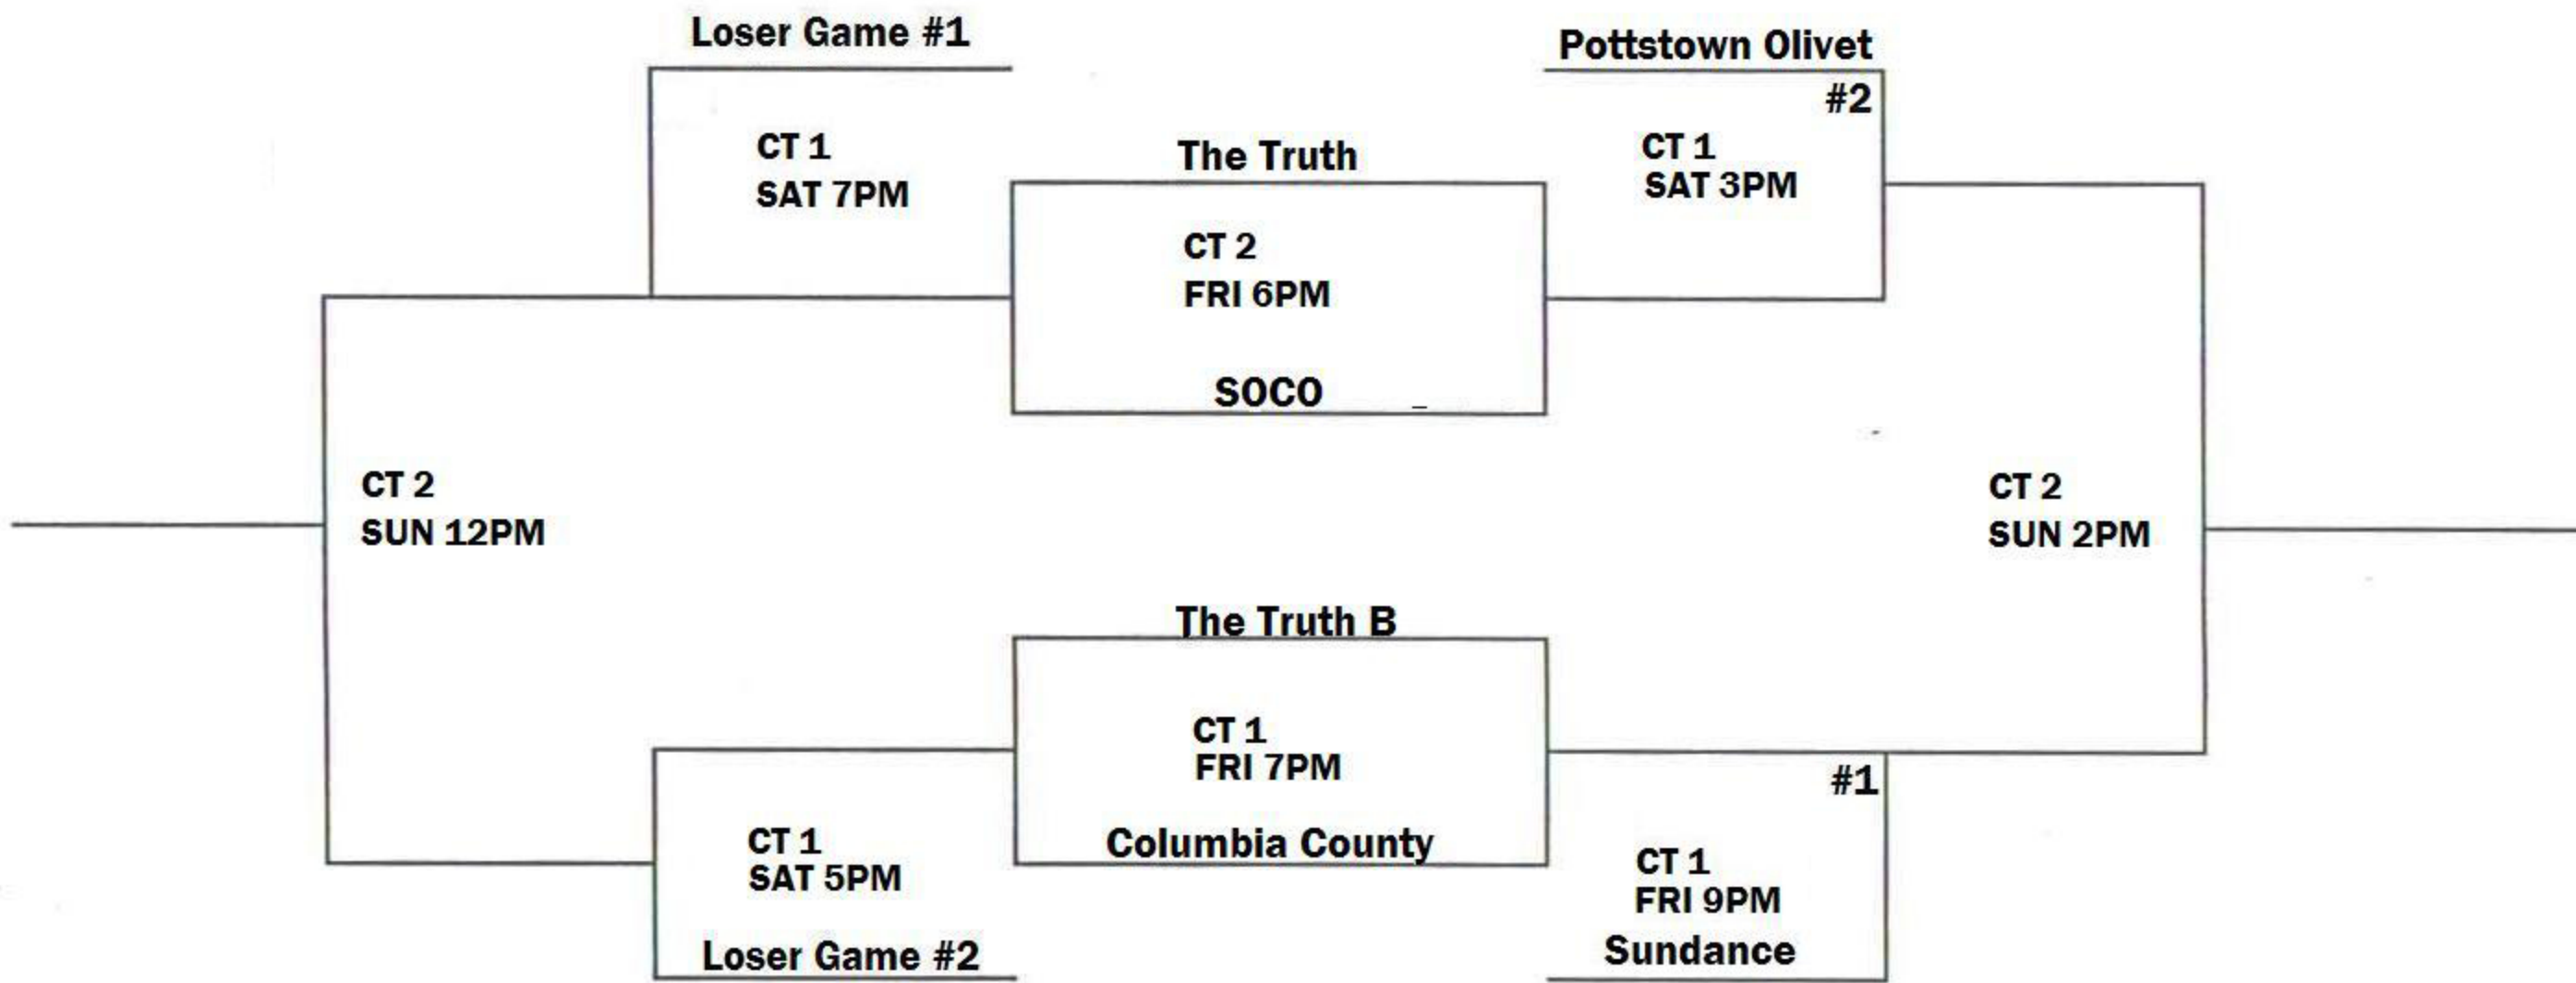 Loser Game #1
Pottstown Olivet
#2
CT 1
SAT 7PM
The Truth
CT 1
SAT 3PM
CT 2
FRI 6PM
SOCO
CT 2
SUN 12PM
CT 2
SUN 2PM
The Truth B
CT 1
FRI 7PM
Columbia County
#1
CT 1
SAT 5PM
Loser Game #2
CT 1
FRI 9PM
Sundance